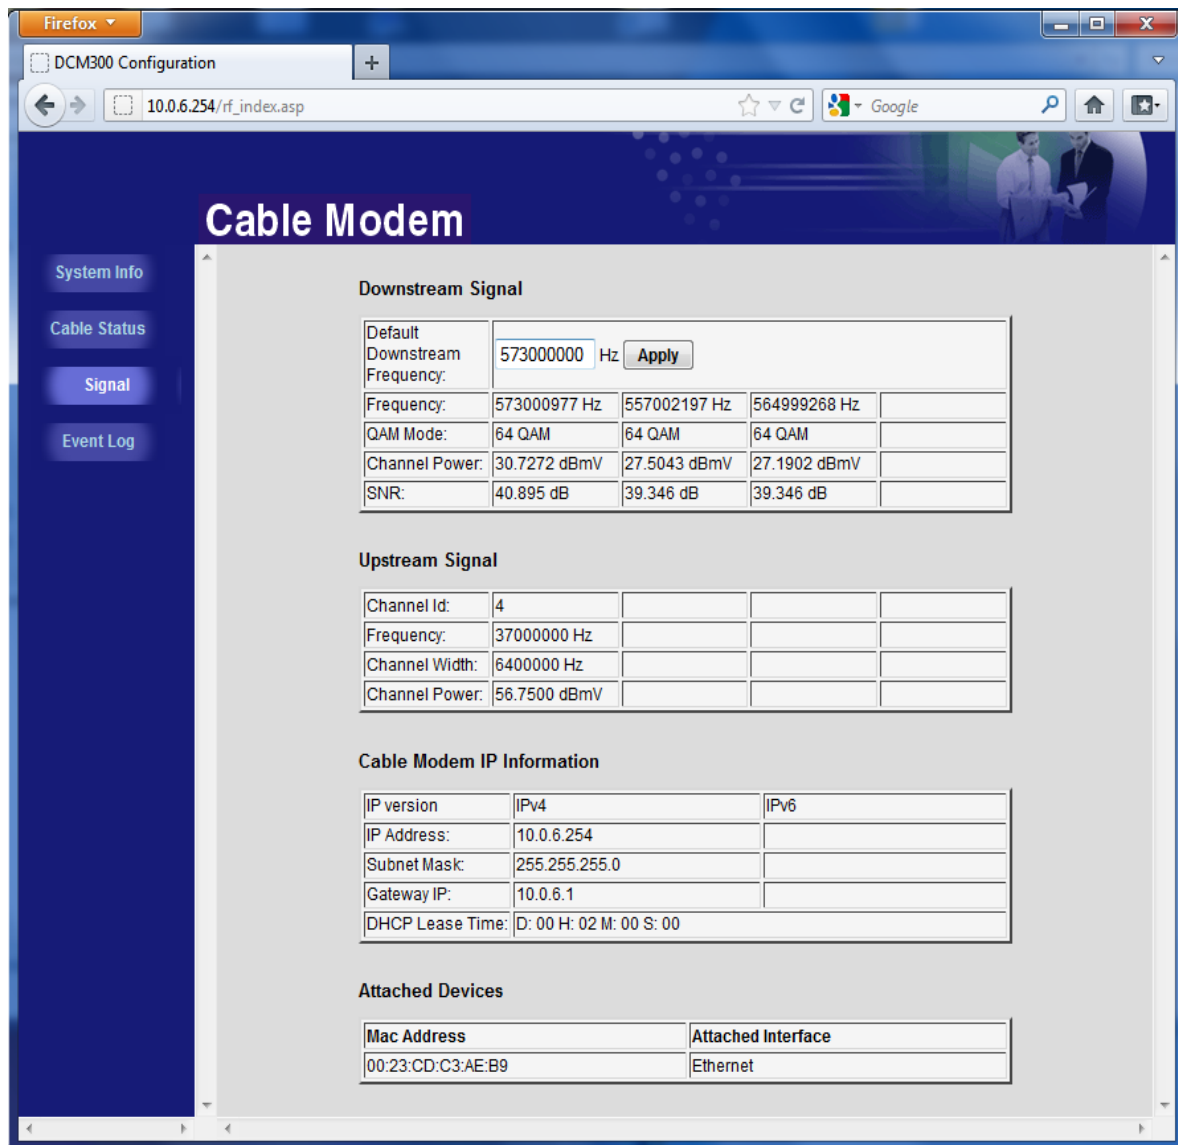 Firefox
DCM300 Configuration
10.0.6.254/rf_index.asp
Google
Cable Modem
System Info
Cable Status
Signal
Event Log
Downstream Signal
Default
Downstream
Frequency:
573000000 Hz Apply
Frequency: 573000977 Hz 557002197 Hz 564999268 Hz
QAM Mode: 64 QAM 64 QAM 64 QAM
Channel Power: 30.7272 dBmV 27.5043 dBmV 27.1902 dBmV
SNR: 40.895 dB 39.346 dB 39.346 dB
Upstream Signal
Channel Id: 4
Frequency: 37000000 Hz
Channel Width: 6400000 Hz
Channel Power: 56.7500 dBmV
Cable Modem IP Information
IP version IPv4 IPv6
IP Address: 10.0.6.254
Subnet Mask: 255.255.255.0
Gateway IP: 10.0.6.1
DHCP Lease Time: D: 00 H: 02 M: 00 S: 00
Attached Devices
Mac Address Attached Interface
00:23:CD:C3:AE:B9 Ethernet